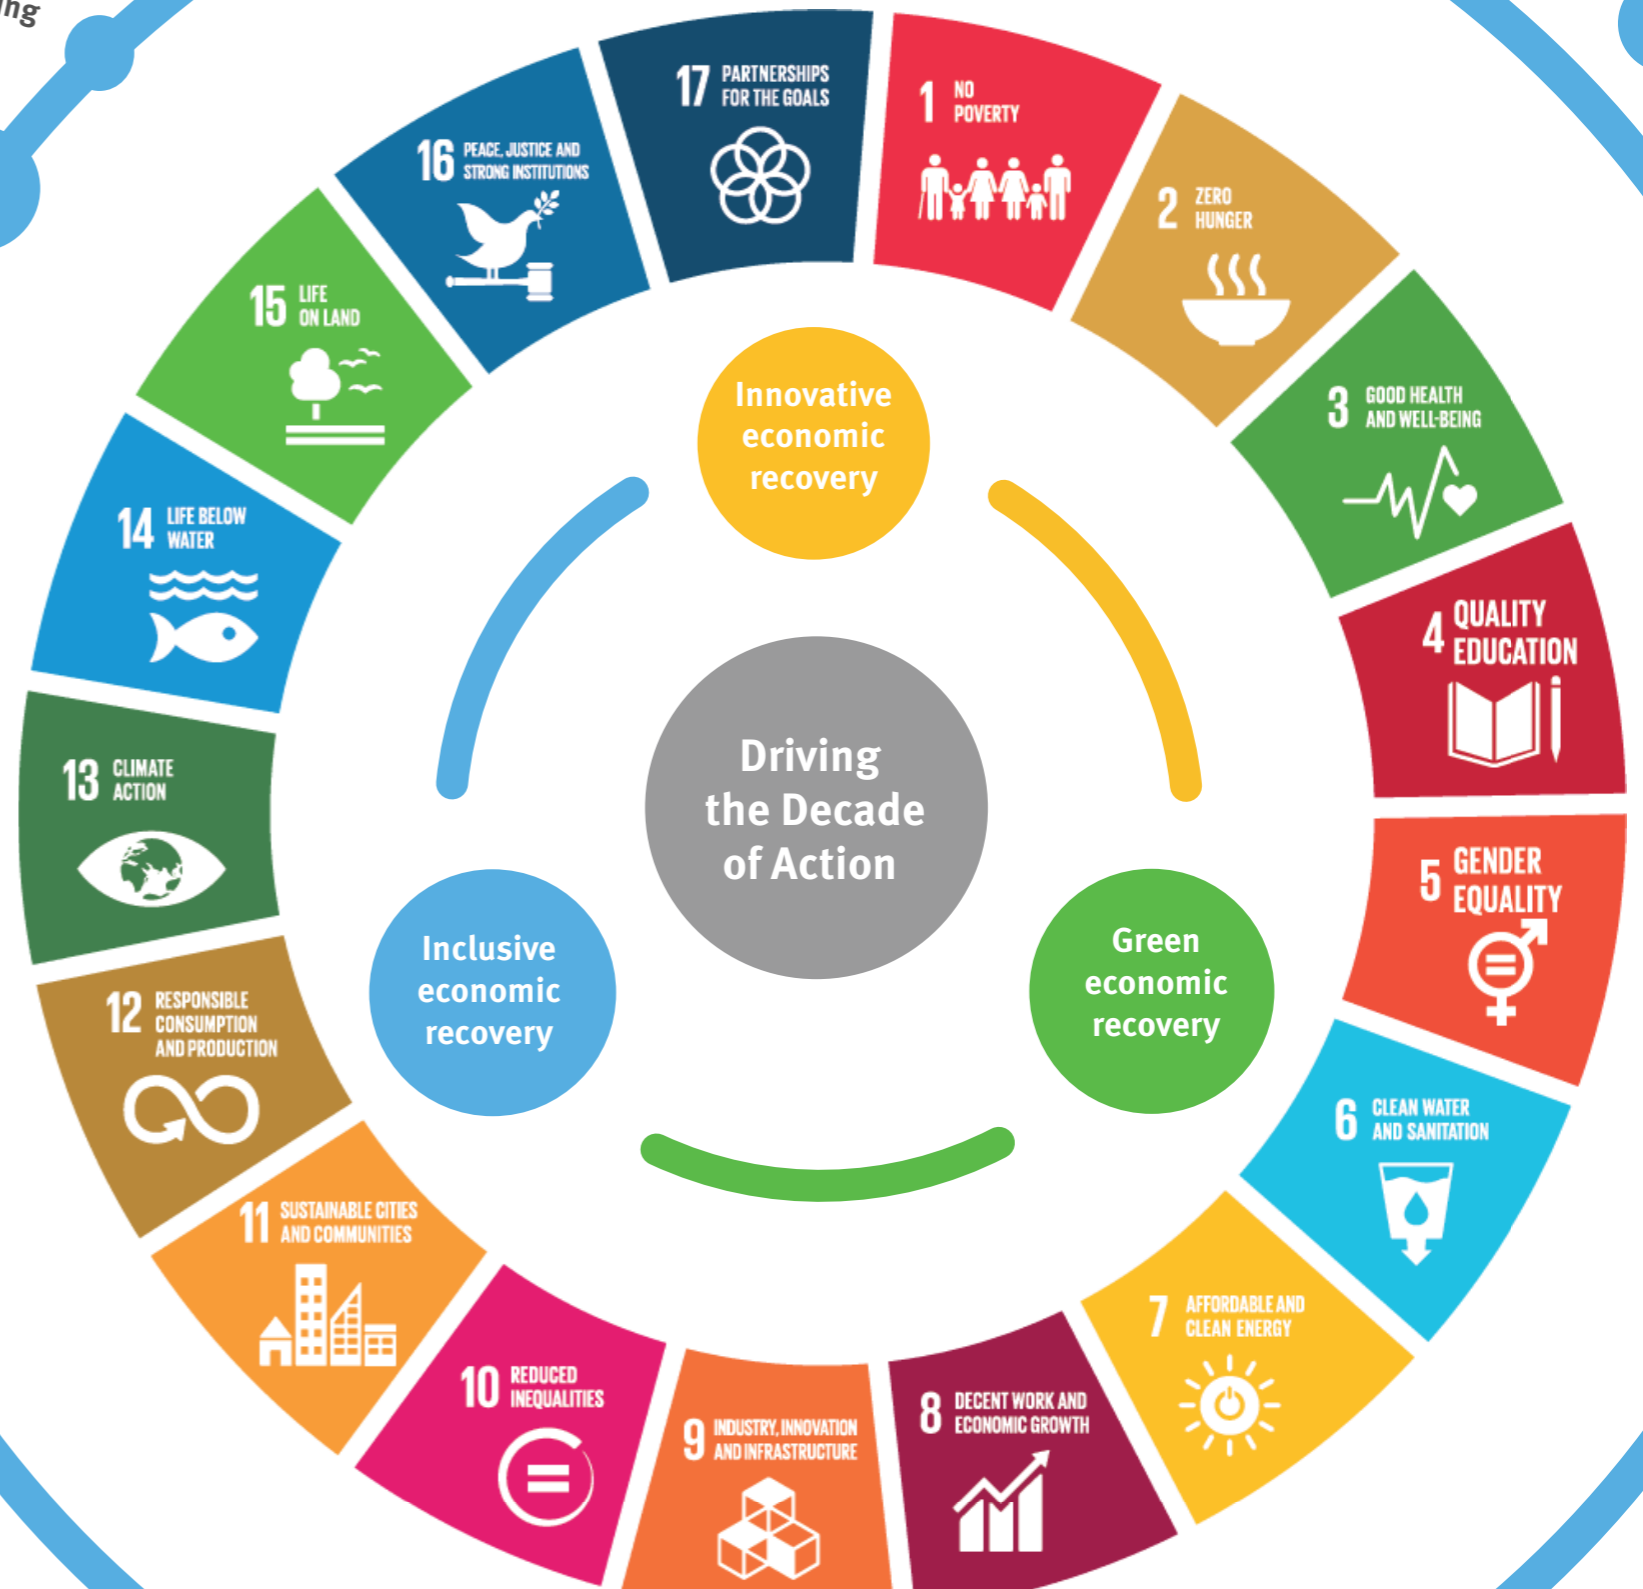 17 PARTNERSHIPS
FOR THE GOALS
1 NO
POVERTY
2 ZERO
HUNGER
3 GOOD HEALTH
AND WELL-BEING
4 QUALITY
EDUCATION
5 GENDER
EQUALITY
6 CLEAN WATER
AND SANITATION
7 AFFORDABLE AND
CLEAN ENERGY
8 DECENT WORK AND
ECONOMIC GROWTH
9 INDUSTRY, INNOVATION
AND INFRASTRUCTURE
10 REDUCED
INEQUALITIES
11 SUSTAINABLE CITIES
AND COMMUNITIES
12 RESPONSIBLE
CONSUMPTION
AND PRODUCTION
13 CLIMATE
ACTION
14 LIFE BELOW
WATER
15 LIFE
ON LAND
16 PEACE, JUSTICE AND
STRONG INSTITUTIONS
Innovative
economic
recovery
Driving
the Decade
of Action
Inclusive
economic
recovery
Green
economic
recovery